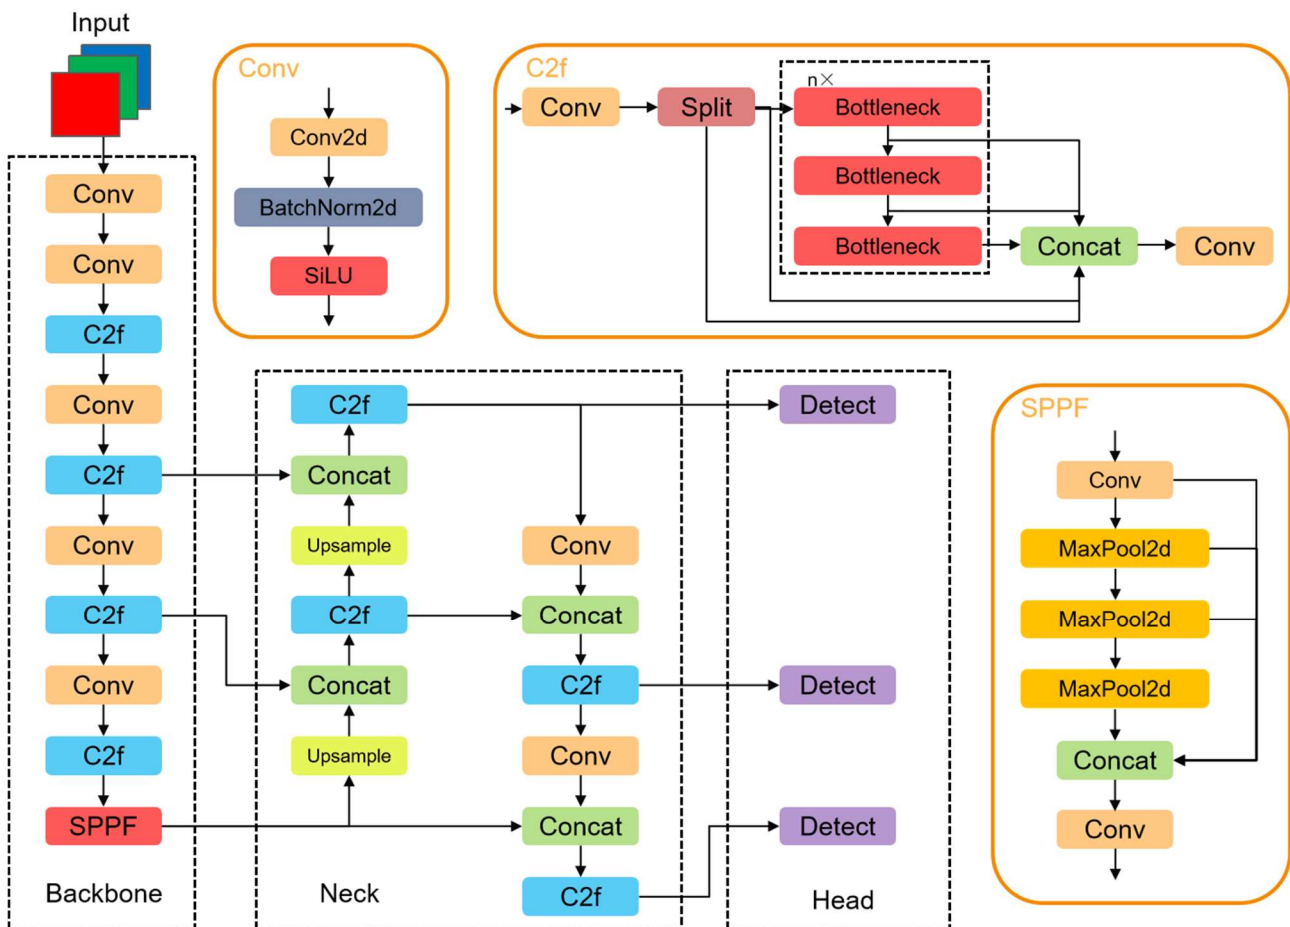 Input
Conv
Conv
C2f
Conv
C2f
Conv
C2f
Conv
C2f
SPPF
Backbone
Conv
Conv2d
BatchNorm2d
SiLU
C2f
Conv
Split
n×
Bottleneck
Bottleneck
Bottleneck
Concat
Conv
C2f
Concat
Upsample
C2f
Concat
Upsample
Conv
Concat
C2f
Conv
Concat
C2f
Neck
Detect
Detect
Detect
Head
SPPF
Conv
MaxPool2d
MaxPool2d
MaxPool2d
Concat
Conv